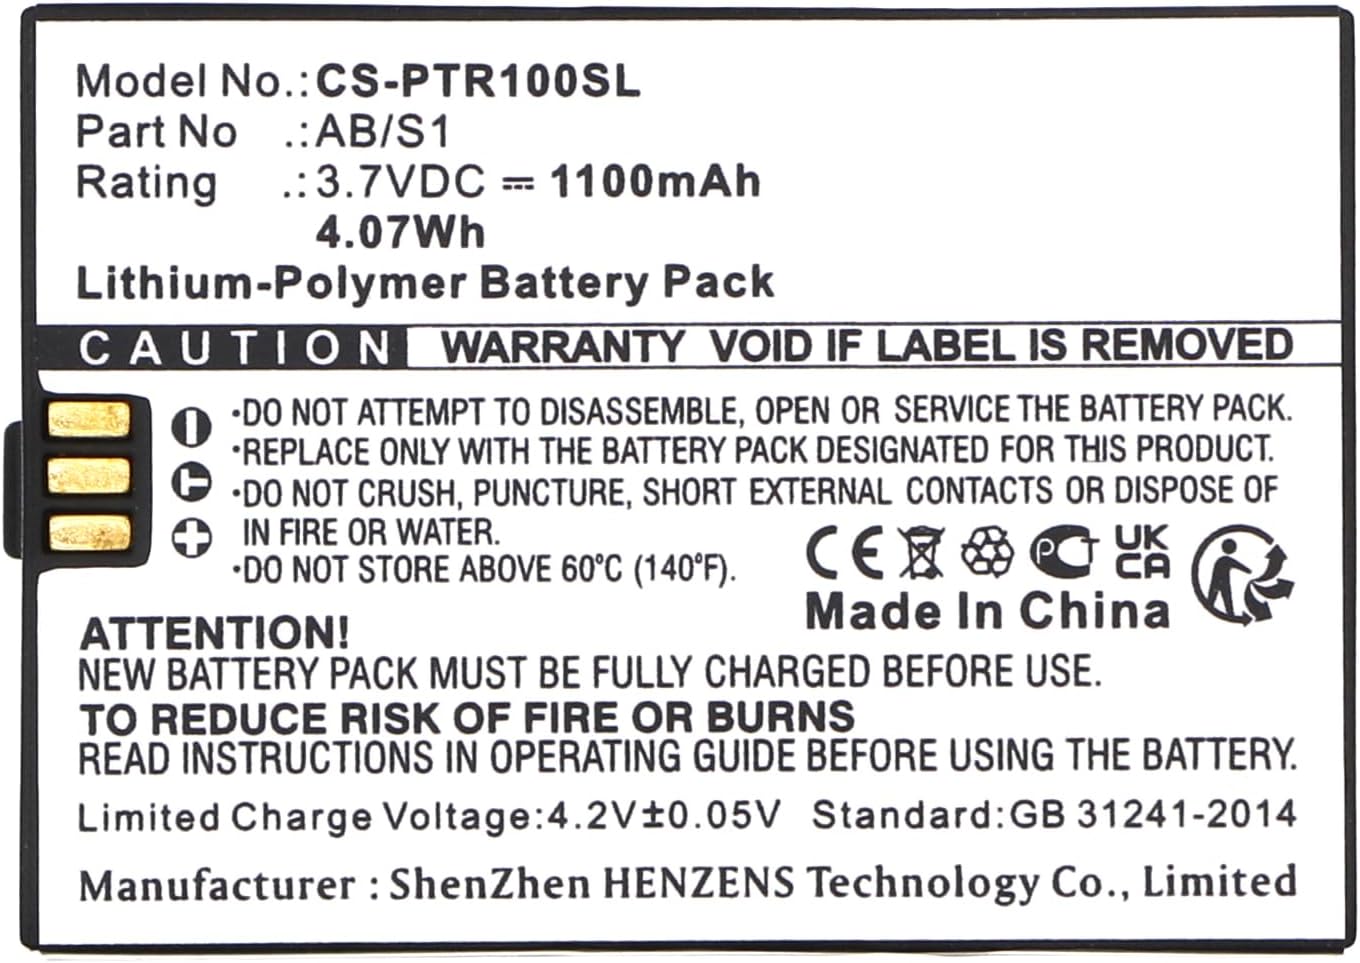 Model No.:CS-PTR100SL
Part No .:AB/S1
Rating .:3.7VDC ⎓ 1100mAh
4.07Wh
Lithium-Polymer Battery Pack
CAUTION WARRANTY VOID IF LABEL IS REMOVED
•DO NOT ATTEMPT TO DISASSEMBLE, OPEN OR SERVICE THE BATTERY PACK.
•REPLACE ONLY WITH THE BATTERY PACK DESIGNATED FOR THIS PRODUCT.
•DO NOT CRUSH, PUNCTURE, SHORT EXTERNAL CONTACTS OR DISPOSE OF
IN FIRE OR WATER.
•DO NOT STORE ABOVE 60°C (140°F).
CE PCT UK
CA
Made In China
ATTENTION!
NEW BATTERY PACK MUST BE FULLY CHARGED BEFORE USE.
TO REDUCE RISK OF FIRE OR BURNS
READ INSTRUCTIONS IN OPERATING GUIDE BEFORE USING THE BATTERY.
Limited Charge Voltage:4.2V±0.05V Standard:GB 31241-2014
Manufacturer : ShenZhen HENZENS Technology Co., Limited